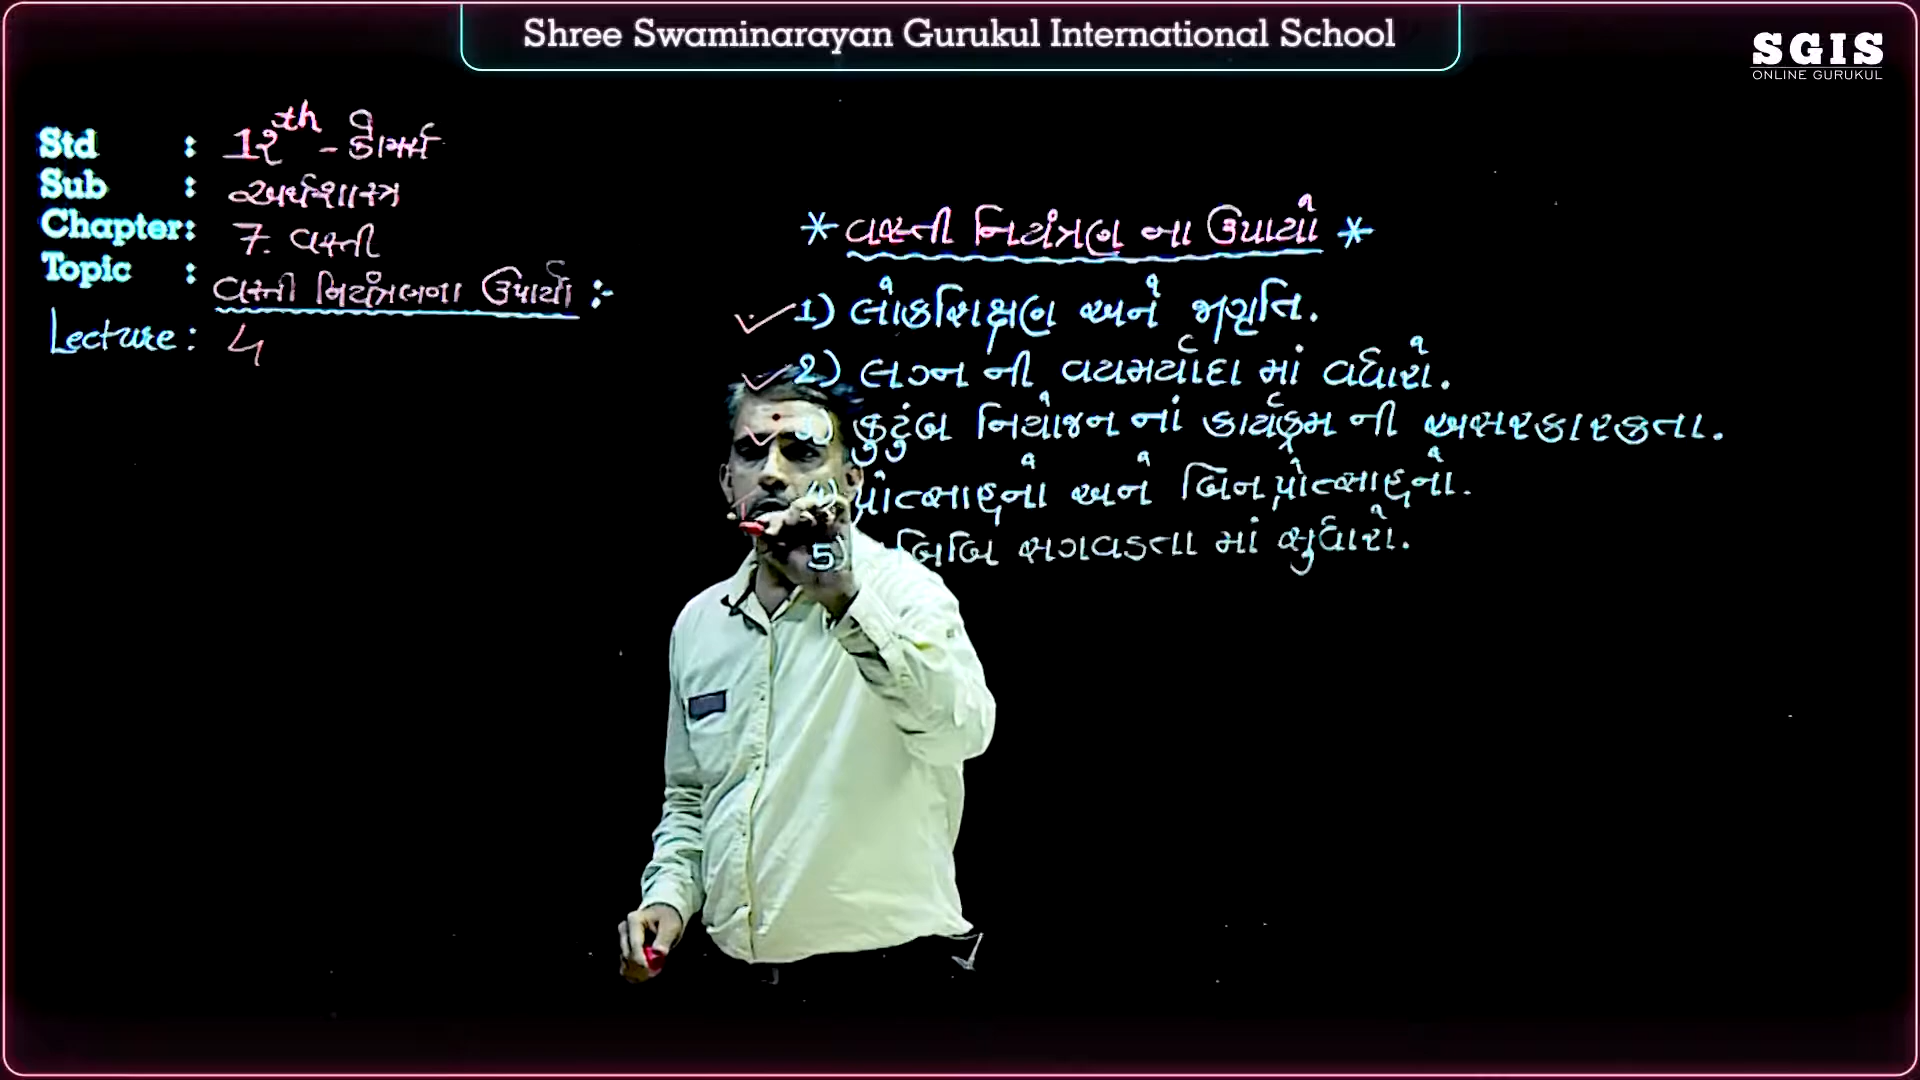 Shree Swaminarayan Gurukul International School
SGIS
ONLINE GURUKUL
Std : 12th - કોમર્સ
Sub : અર્થશાસ્ત્ર
Chapter: 7. વસ્તી
Topic : વસ્તી નિયંત્રણના ઉપાયો :-
Lecture: 4
* વસ્તી નિયંત્રણ ના ઉપાયો *
1) લોકશિક્ષણ અને જાગૃતિ.
2) લગ્ન ની વયમર્યાદા માં વધારો.
3) કુટુંબ નિયોજન નાં કાર્યક્રમ ની અસરકારકતા.
4) પ્રોત્સાહનો અને બિનપ્રોત્સાહનો.
5) સગવડતા માં સુધારો.